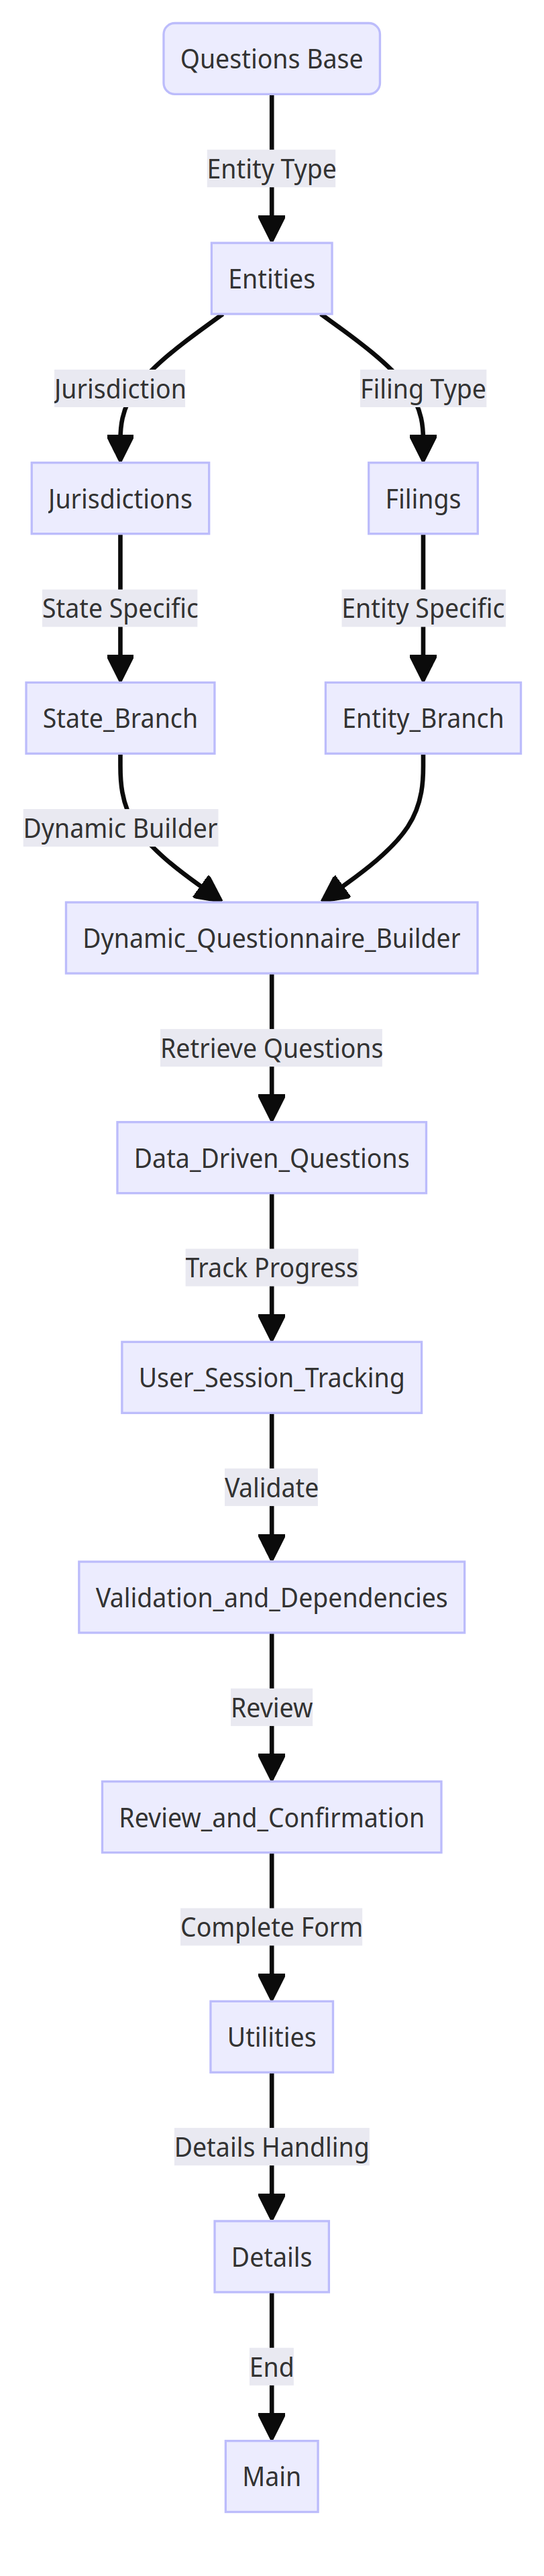 Questions Base
Entity Type
Entities
Jurisdiction
Filing Type
Jurisdictions
Filings
State Specific
Entity Specific
State_Branch
Entity_Branch
Dynamic Builder
Dynamic_Questionnaire_Builder
Retrieve Questions
Data_Driven_Questions
Track Progress
User_Session_Tracking
Validate
Validation_and_Dependencies
Review
Review_and_Confirmation
Complete Form
Utilities
Details Handling
Details
End
Main